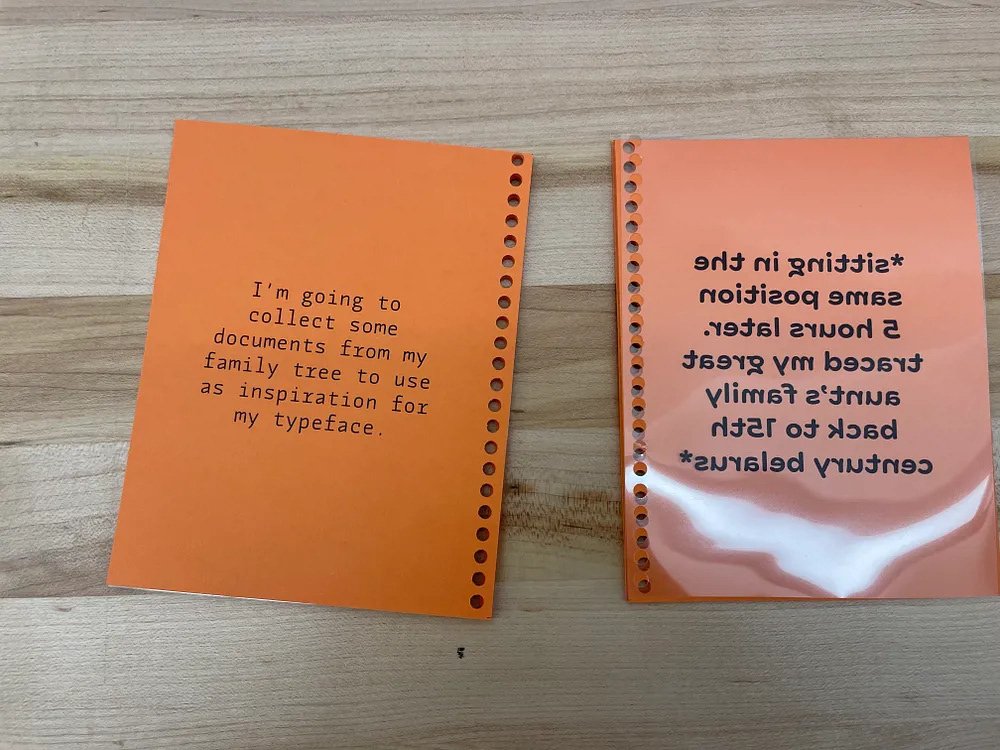 I'm going to
collect some
documents from my
family tree to use
as inspiration for
my typeface.
*sitting in the
same position
5 hours later.
traced my great
aunt's family
back to 15th
century belarus*